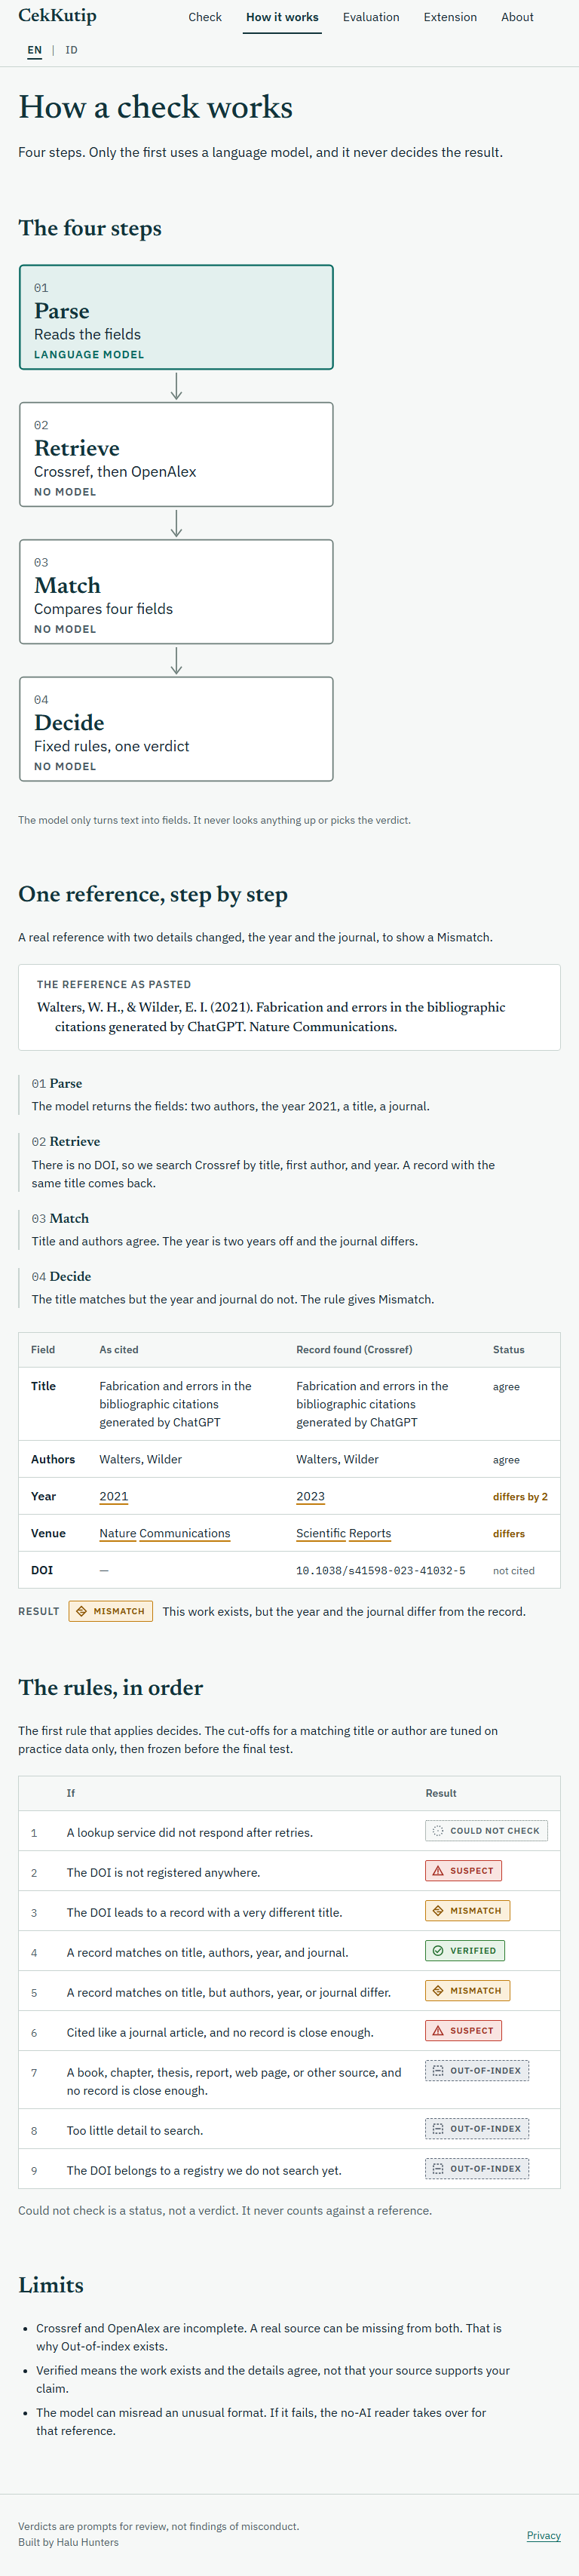 CekKutip
Check
How it works
Evaluation
Extension
About
EN | ID
How a check works
Four steps. Only the first uses a language model, and it never decides the result.
The four steps
01
Parse
Reads the fields
LANGUAGE MODEL
02
Retrieve
Crossref, then OpenAlex
NO MODEL
03
Match
Compares four fields
NO MODEL
04
Decide
Fixed rules, one verdict
NO MODEL
The model only turns text into fields. It never looks anything up or picks the verdict.
One reference, step by step
A real reference with two details changed, the year and the journal, to show a Mismatch.
THE REFERENCE AS PASTED
Walters, W. H., & Wilder, E. I. (2021). Fabrication and errors in the bibliographic
citations generated by ChatGPT. Nature Communications.
01 Parse
The model returns the fields: two authors, the year 2021, a title, a journal.
02 Retrieve
There is no DOI, so we search Crossref by title, first author, and year. A record with the
same title comes back.
03 Match
Title and authors agree. The year is two years off and the journal differs.
04 Decide
The title matches but the year and journal do not. The rule gives Mismatch.
Field As cited Record found (Crossref) Status
Title Fabrication and errors in the Fabrication and errors in the agree
bibliographic citations bibliographic citations
generated by ChatGPT generated by ChatGPT
Authors Walters, Wilder Walters, Wilder agree
Year 2021 2023 differs by 2
Venue Nature Communications Scientific Reports differs
DOI — 10.1038/s41598-023-41032-5 not cited
RESULT MISMATCH This work exists, but the year and the journal differ from the record.
The rules, in order
The first rule that applies decides. The cut-offs for a matching title or author are tuned on
practice data only, then frozen before the final test.
If Result
1 A lookup service did not respond after retries. COULD NOT CHECK
2 The DOI is not registered anywhere. SUSPECT
3 The DOI leads to a record with a very different title. MISMATCH
4 A record matches on title, authors, year, and journal. VERIFIED
5 A record matches on title, but authors, year, or journal differ. MISMATCH
6 Cited like a journal article, and no record is close enough. SUSPECT
7 A book, chapter, thesis, report, web page, or other source, and OUT-OF-INDEX
no record is close enough.
8 Too little detail to search. OUT-OF-INDEX
9 The DOI belongs to a registry we do not search yet. OUT-OF-INDEX
Could not check is a status, not a verdict. It never counts against a reference.
Limits
• Crossref and OpenAlex are incomplete. A real source can be missing from both. That is
why Out-of-index exists.
• Verified means the work exists and the details agree, not that your source supports your
claim.
• The model can misread an unusual format. If it fails, the no-AI reader takes over for
that reference.
Verdicts are prompts for review, not findings of misconduct.
Built by Halu Hunters
Privacy